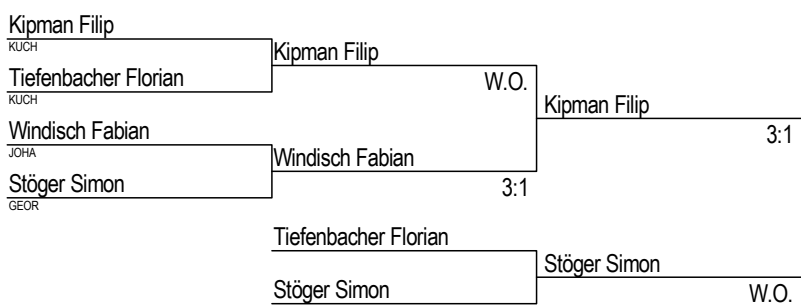 Kipman Filip
KUCH
Kipman Filip
Tiefenbacher Florian
W.O.
KUCH
Kipman Filip
Windisch Fabian
3:1
JOHA
Windisch Fabian
Stöger Simon
3:1
GEOR
Tiefenbacher Florian
Stöger Simon
Stöger Simon
W.O.